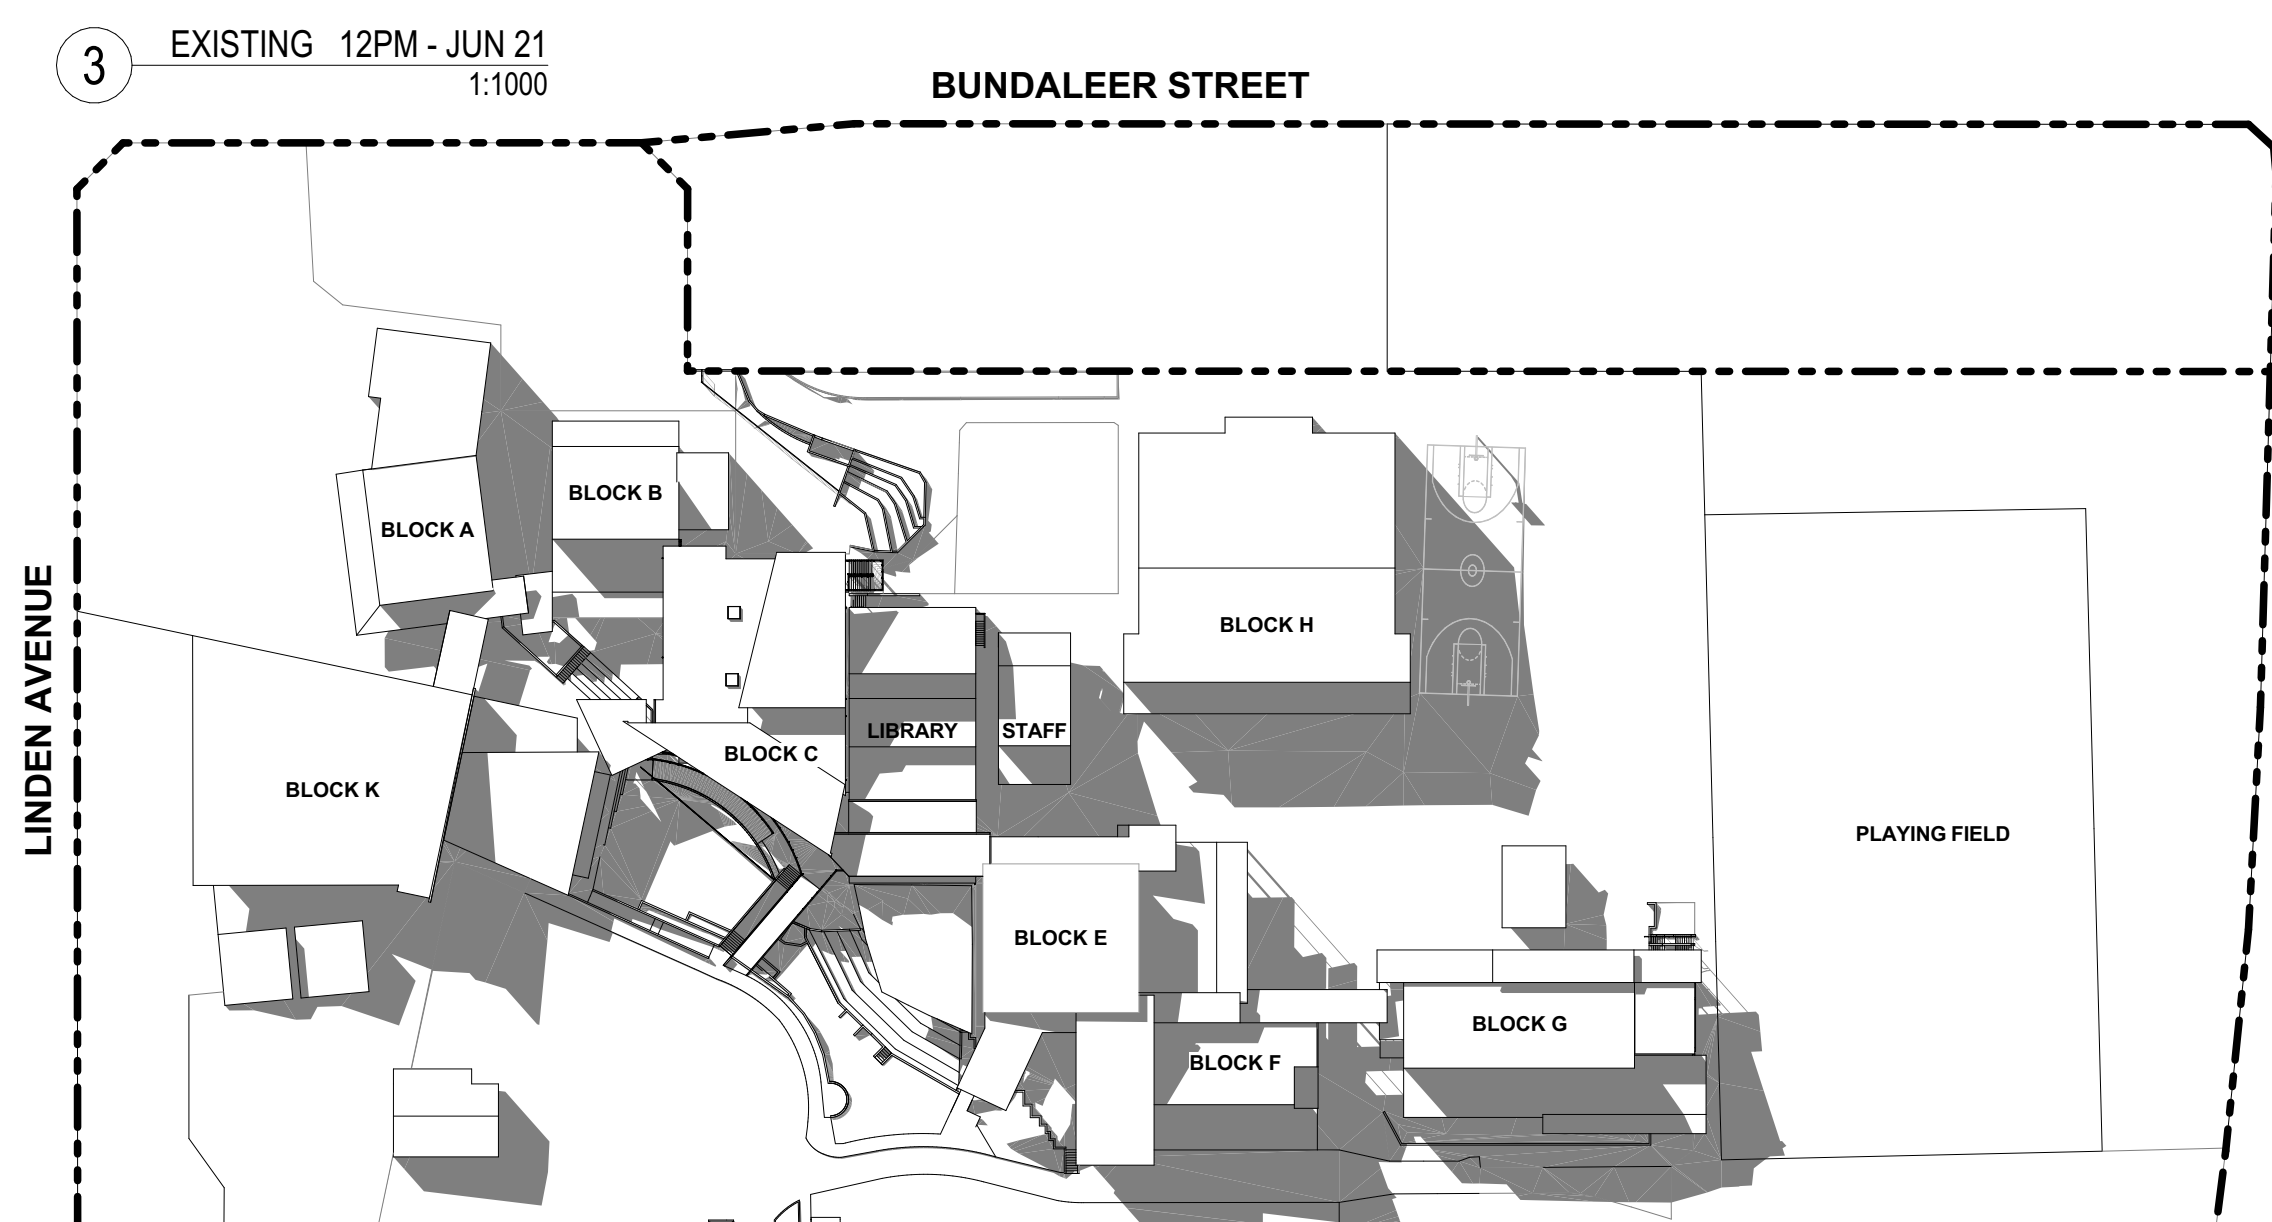 3
EXISTING 12PM - JUN 21
1:1000
BUNDALEER STREET
LINDEN AVENUE
BLOCK A
BLOCK B
BLOCK H
BLOCK K
BLOCK C
LIBRARY
STAFF
PLAYING FIELD
BLOCK E
BLOCK G
BLOCK F